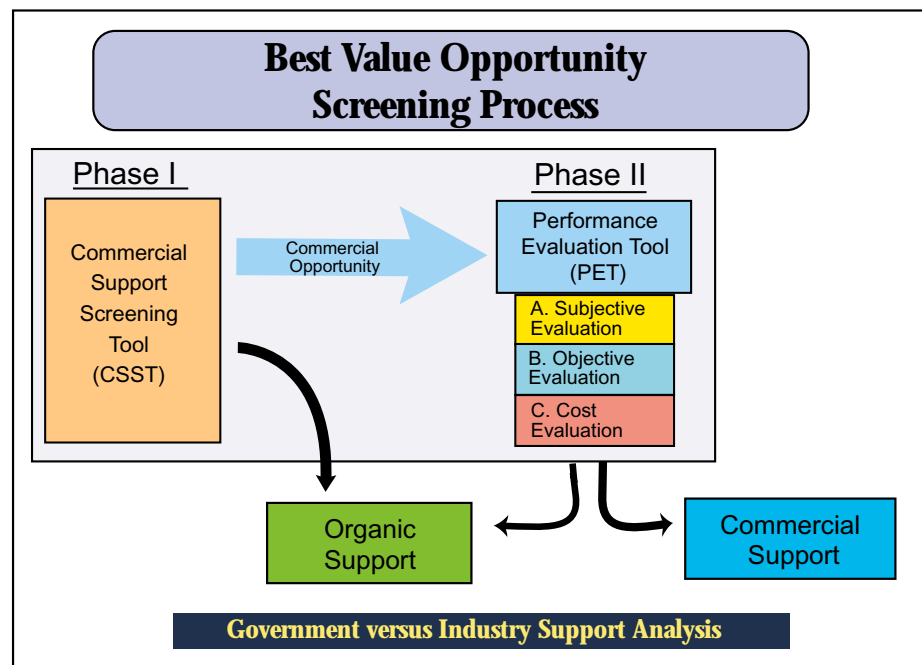 Best Value Opportunity
Screening Process
Phase I
Commercial
Support
Screening
Tool
(CSST)
Commercial
Opportunity
Phase II
Performance
Evaluation Tool
(PET)
A. Subjective
Evaluation
B. Objective
Evaluation
C. Cost
Evaluation
Organic
Support
Commercial
Support
Government versus Industry Support Analysis